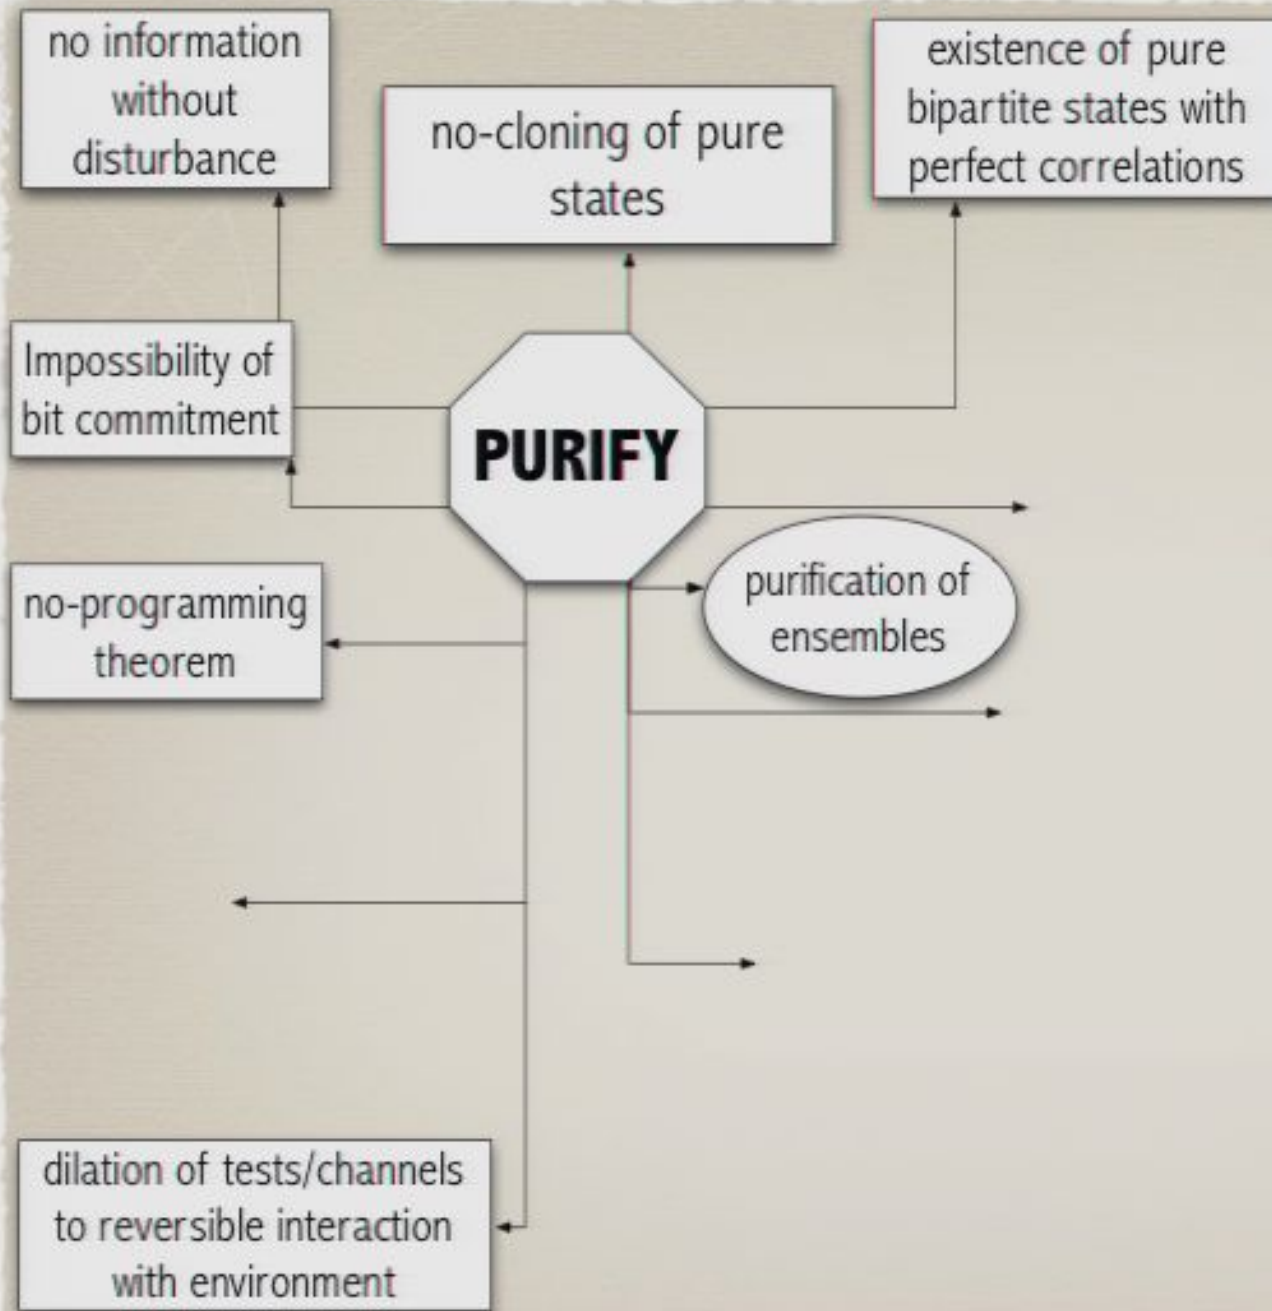 no information
without
disturbance
no-cloning of pure
states
existence of pure
bipartite states with
perfect correlations
Impossibility of
bit commitment
PURIFY
purification of
ensembles
no-programming
theorem
dilation of tests/channels
to reversible interaction
with environment